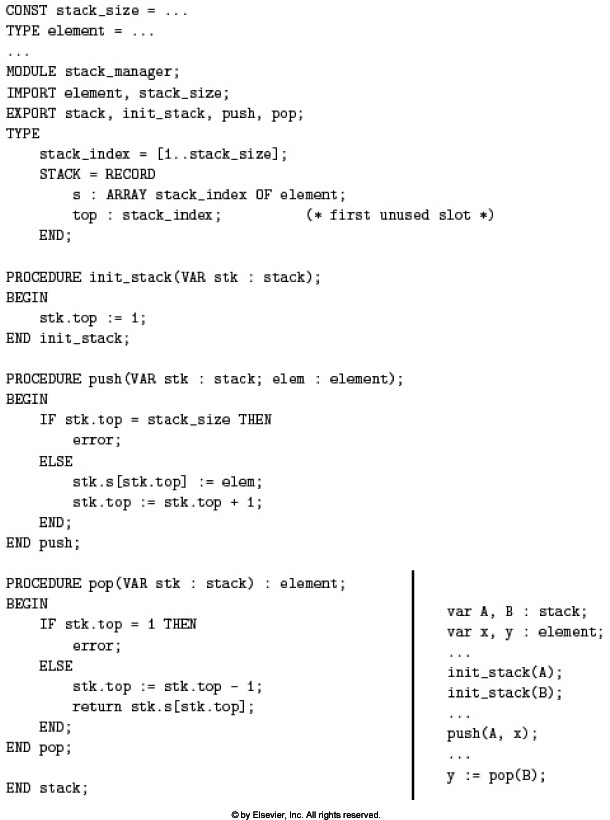 CONST stack_size = ...
TYPE element = ...
...
MODULE stack_manager;
IMPORT element, stack_size;
EXPORT stack, init_stack, push, pop;
TYPE
    stack_index = [1..stack_size];
    STACK = RECORD
        s : ARRAY stack_index OF element;
        top : stack_index;          (* first unused slot *)
    END;

PROCEDURE init_stack(VAR stk : stack);
BEGIN
    stk.top := 1;
END init_stack;

PROCEDURE push(VAR stk : stack; elem : element);
BEGIN
    IF stk.top = stack_size THEN
        error;
    ELSE
        stk.s[stk.top] := elem;
        stk.top := stk.top + 1;
    END;
END push;

PROCEDURE pop(VAR stk : stack) : element;
BEGIN
    IF stk.top = 1 THEN
        error;
    ELSE
        stk.top := stk.top - 1;
        return stk.s[stk.top];
    END;
END pop;

END stack;

var A, B : stack;
var x, y : element;
...
init_stack(A);
init_stack(B);
...
push(A, x);
...
y := pop(B);

© by Elsevier, Inc. All rights reserved.